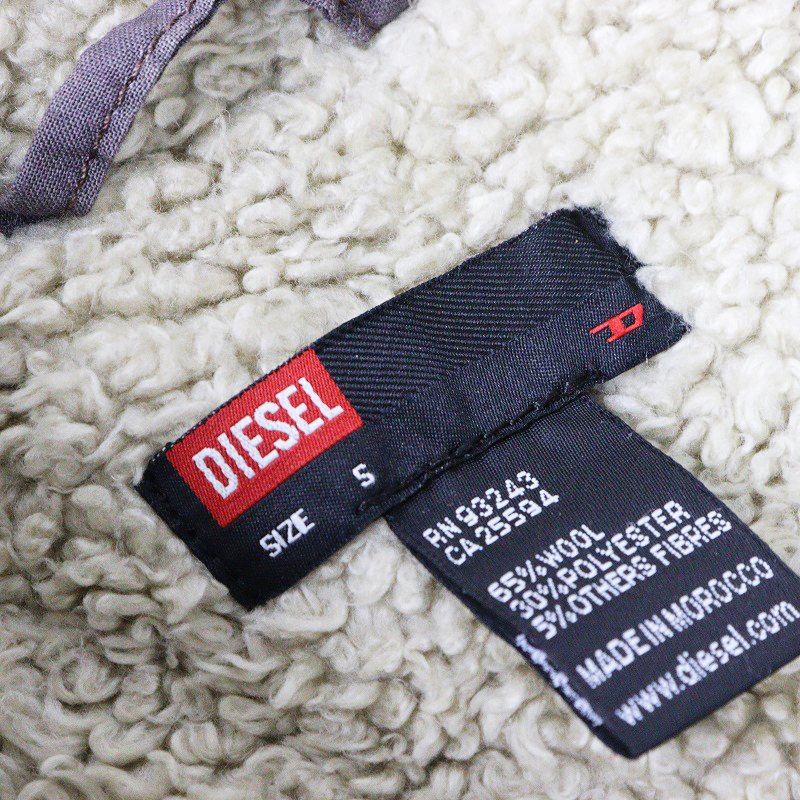 DIESEL
SIZE S
D
RN 93243
CA 25594
65%WOOL
30%POLYESTER
5%OTHERS FIBRES
MADE IN MOROCCO
www.diesel.com